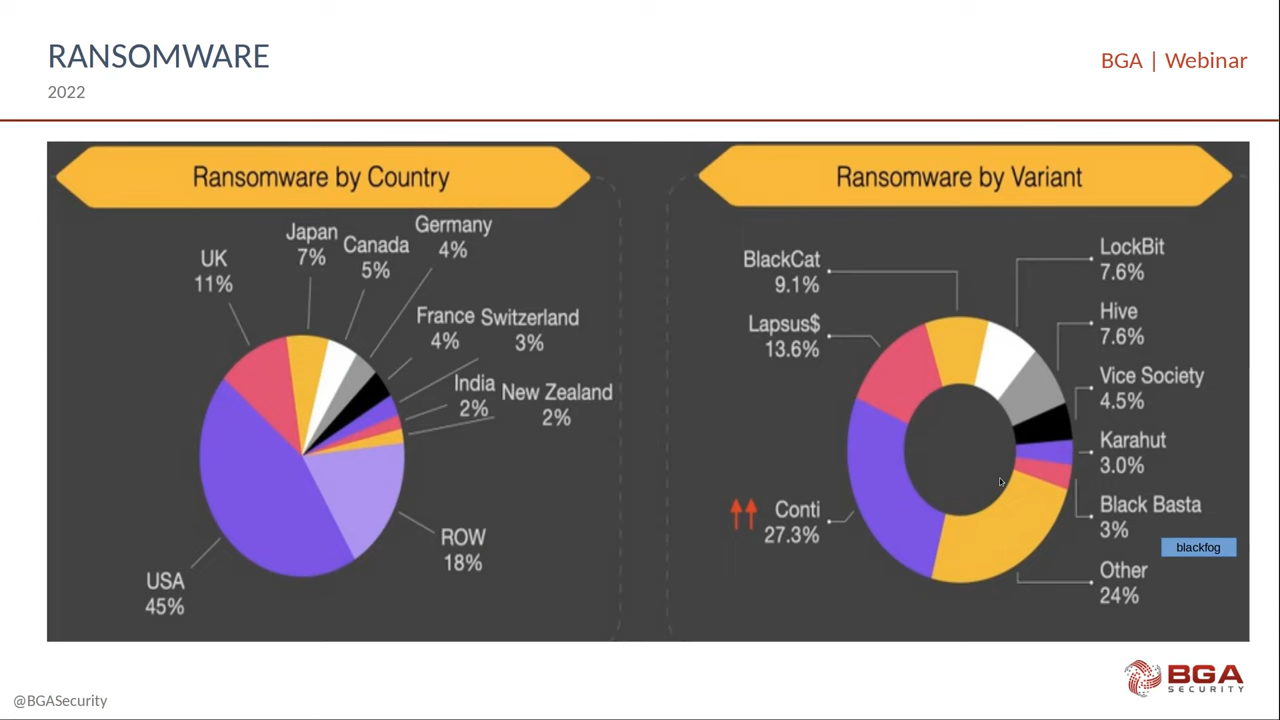 RANSOMWARE
2022
BGA | Webinar
Ransomware by Country
Germany
4%
Japan
7%
Canada
5%
UK
11%
France
4%
Switzerland
3%
India
2%
New Zealand
2%
ROW
18%
USA
45%
Ransomware by Variant
BlackCat
9.1%
Lapsus$
13.6%
Conti
27.3%
LockBit
7.6%
Hive
7.6%
Vice Society
4.5%
Karahut
3.0%
Black Basta
3%
blackfog
Other
24%
BGA
SECURITY
@BGASecurity